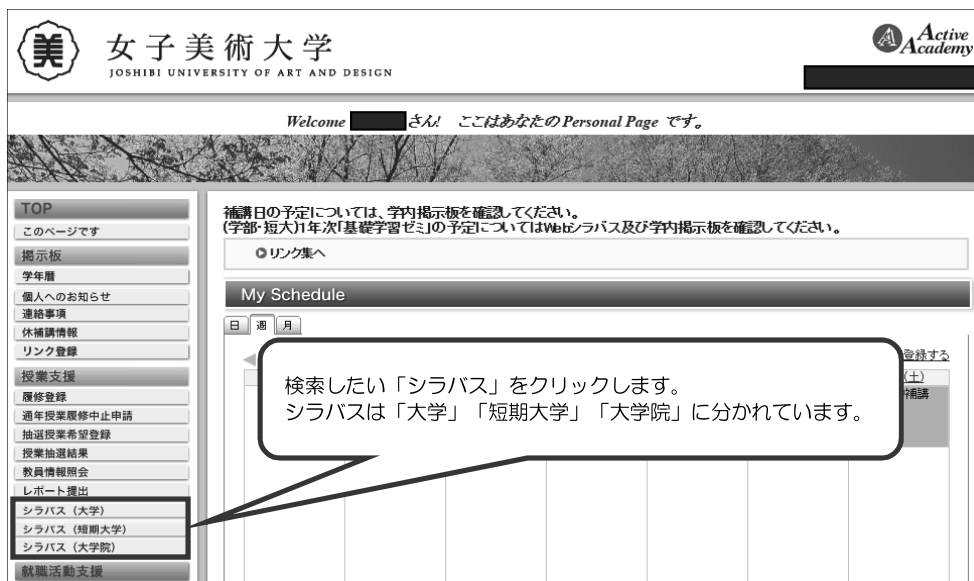 美
女子美術大学
JOSHIBI UNIVERSITY OF ART AND DESIGN
Active
Academy
Welcome さん! ここはあなたの Personal Page です。
TOP
このページです
掲示板
学年暦
個人へのお知らせ
連絡事項
休補講情報
リンク登録
授業支援
履修登録
通年授業履修中止申請
抽選授業希望登録
授業抽選結果
教員情報照会
レポート提出
シラバス（大学）
シラバス（短期大学）
シラバス（大学院）
就職活動支援
補講日の予定については、学内掲示板を確認してください。
(学部・短大)1年次「基礎学習ゼミ」の予定についてはWebシラバス及び学内掲示板を確認してください。
リンク集へ
My Schedule
日 週 月
登録する
(土)
補講
検索したい「シラバス」をクリックします。
シラバスは「大学」「短期大学」「大学院」に分かれています。